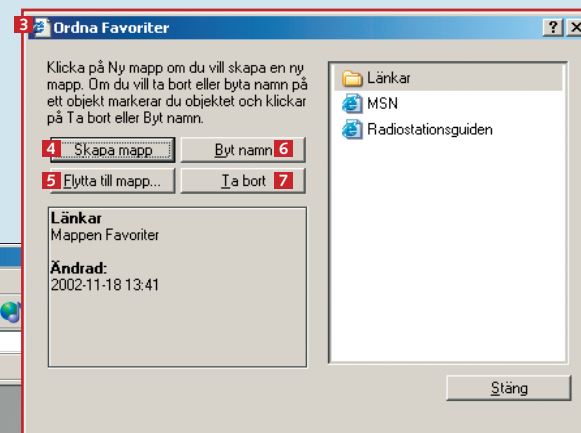 3 Ordna Favoriter
Klicka på Ny mapp om du vill skapa en ny
mapp. Om du vill ta bort eller byta namn på
ett objekt markerar du objektet och klickar
på Ta bort eller Byt namn.
4 Skapa mapp
Byt namn 6
5 Flytta till mapp...
Ta bort 7
Länkar
Mappen Favoriter
Ändrad:
2002-11-18 13:41
Länkar
MSN
Radiostationsguiden
Stäng